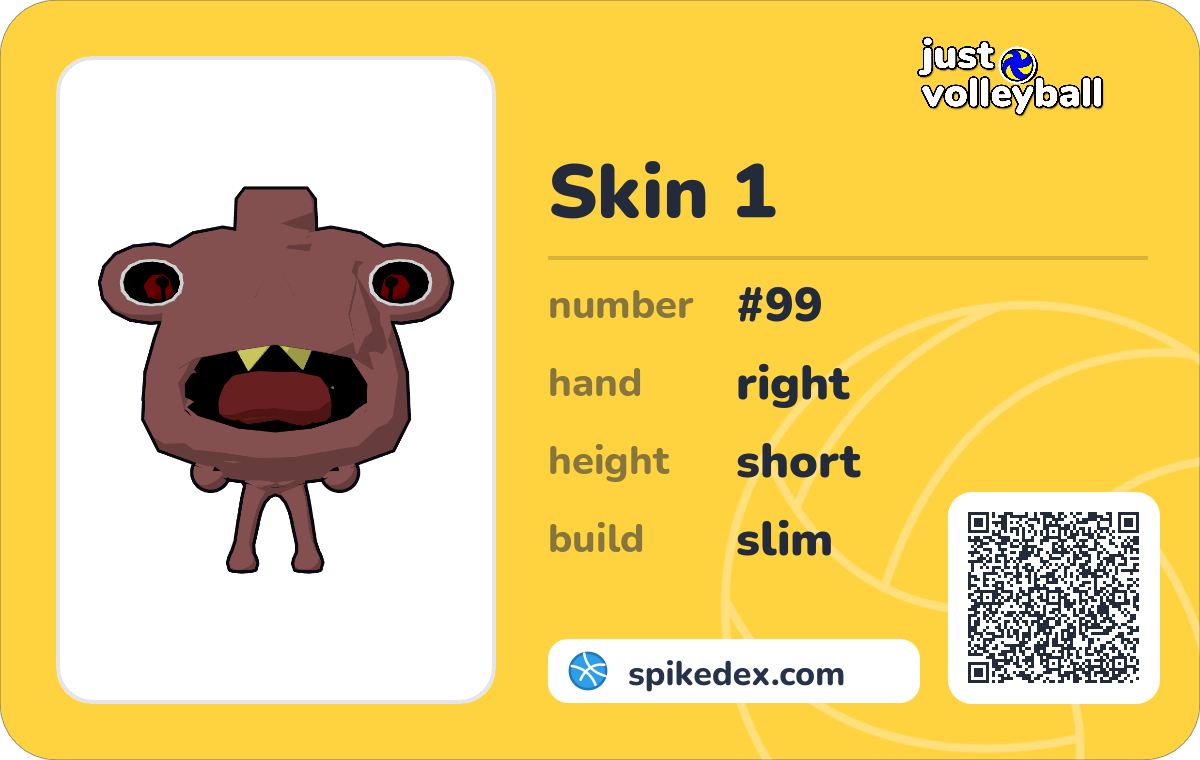 just
volleyball
Skin 1
number #99
hand right
height short
build slim
spikedex.com